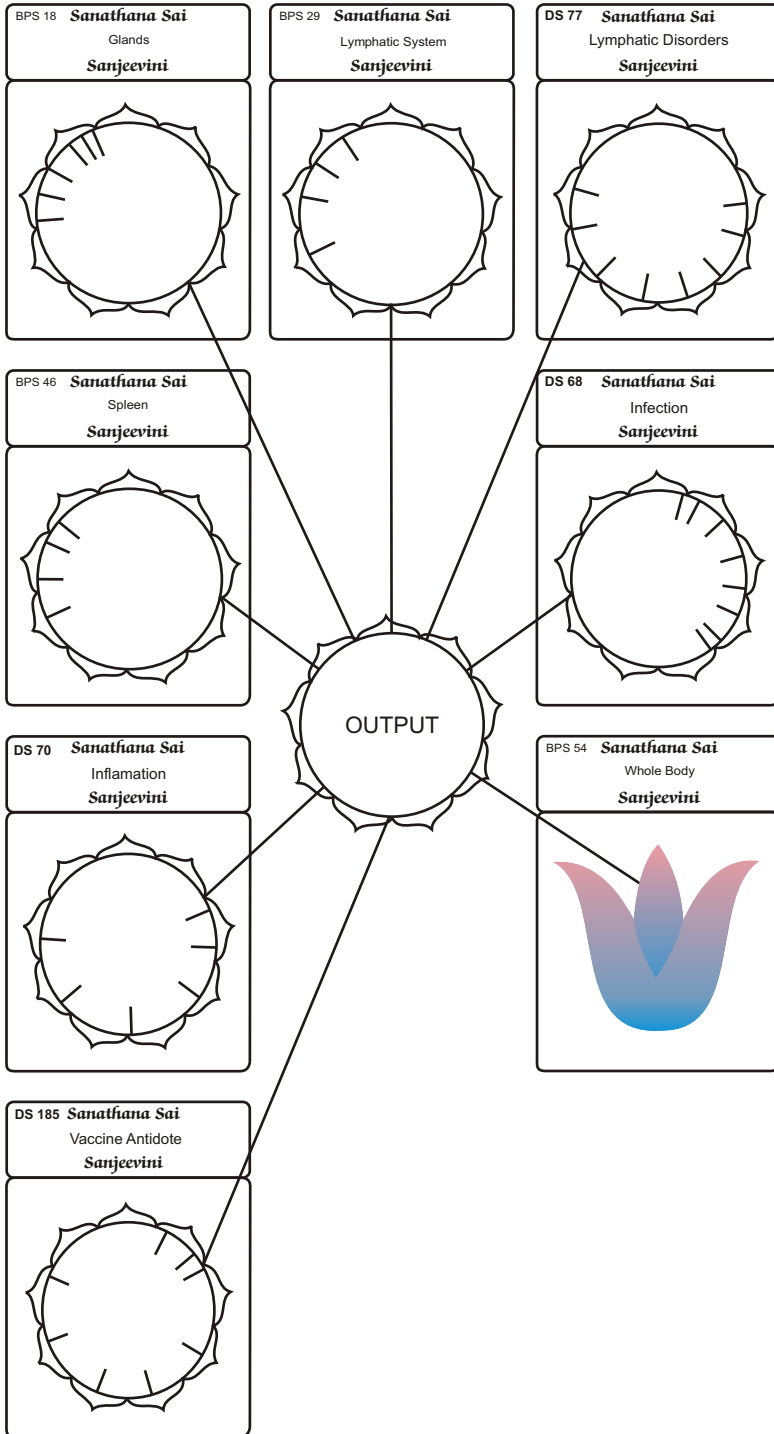 BPS 18 Sanathana Sai
Glands
Sanjeevini
BPS 29 Sanathana Sai
Lymphatic System
Sanjeevini
DS 77 Sanathana Sai
Lymphatic Disorders
Sanjeevini
BPS 46 Sanathana Sai
Spleen
Sanjeevini
DS 68 Sanathana Sai
Infection
Sanjeevini
OUTPUT
DS 70 Sanathana Sai
Inflamation
Sanjeevini
BPS 54 Sanathana Sai
Whole Body
Sanjeevini
DS 185 Sanathana Sai
Vaccine Antidote
Sanjeevini